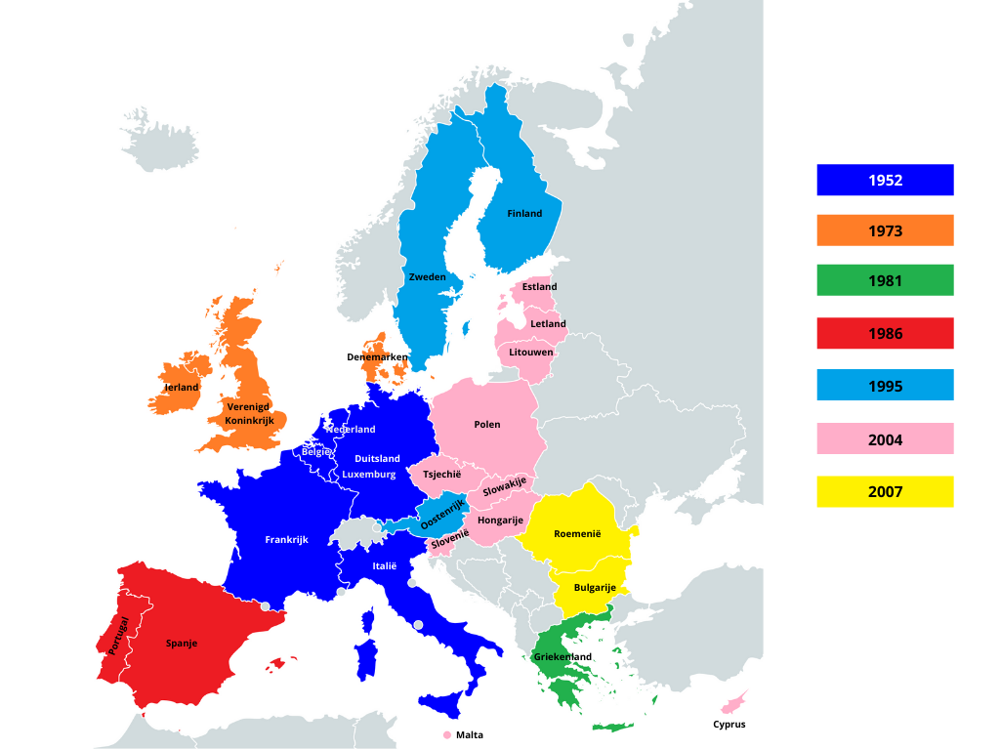 1952
1973
1981
1986
1995
2004
2007
Finland
Zweden
Estland
Letland
Litouwen
Denemarken
Ierland
Verenigd
Koninkrijk
Nederland
België
Duitsland
Luxemburg
Polen
Tsjechië
Slowakije
Oostenrijk
Hongarije
Slovenië
Frankrijk
Italië
Roemenië
Bulgarije
Portugal
Spanje
Griekenland
Cyprus
Malta